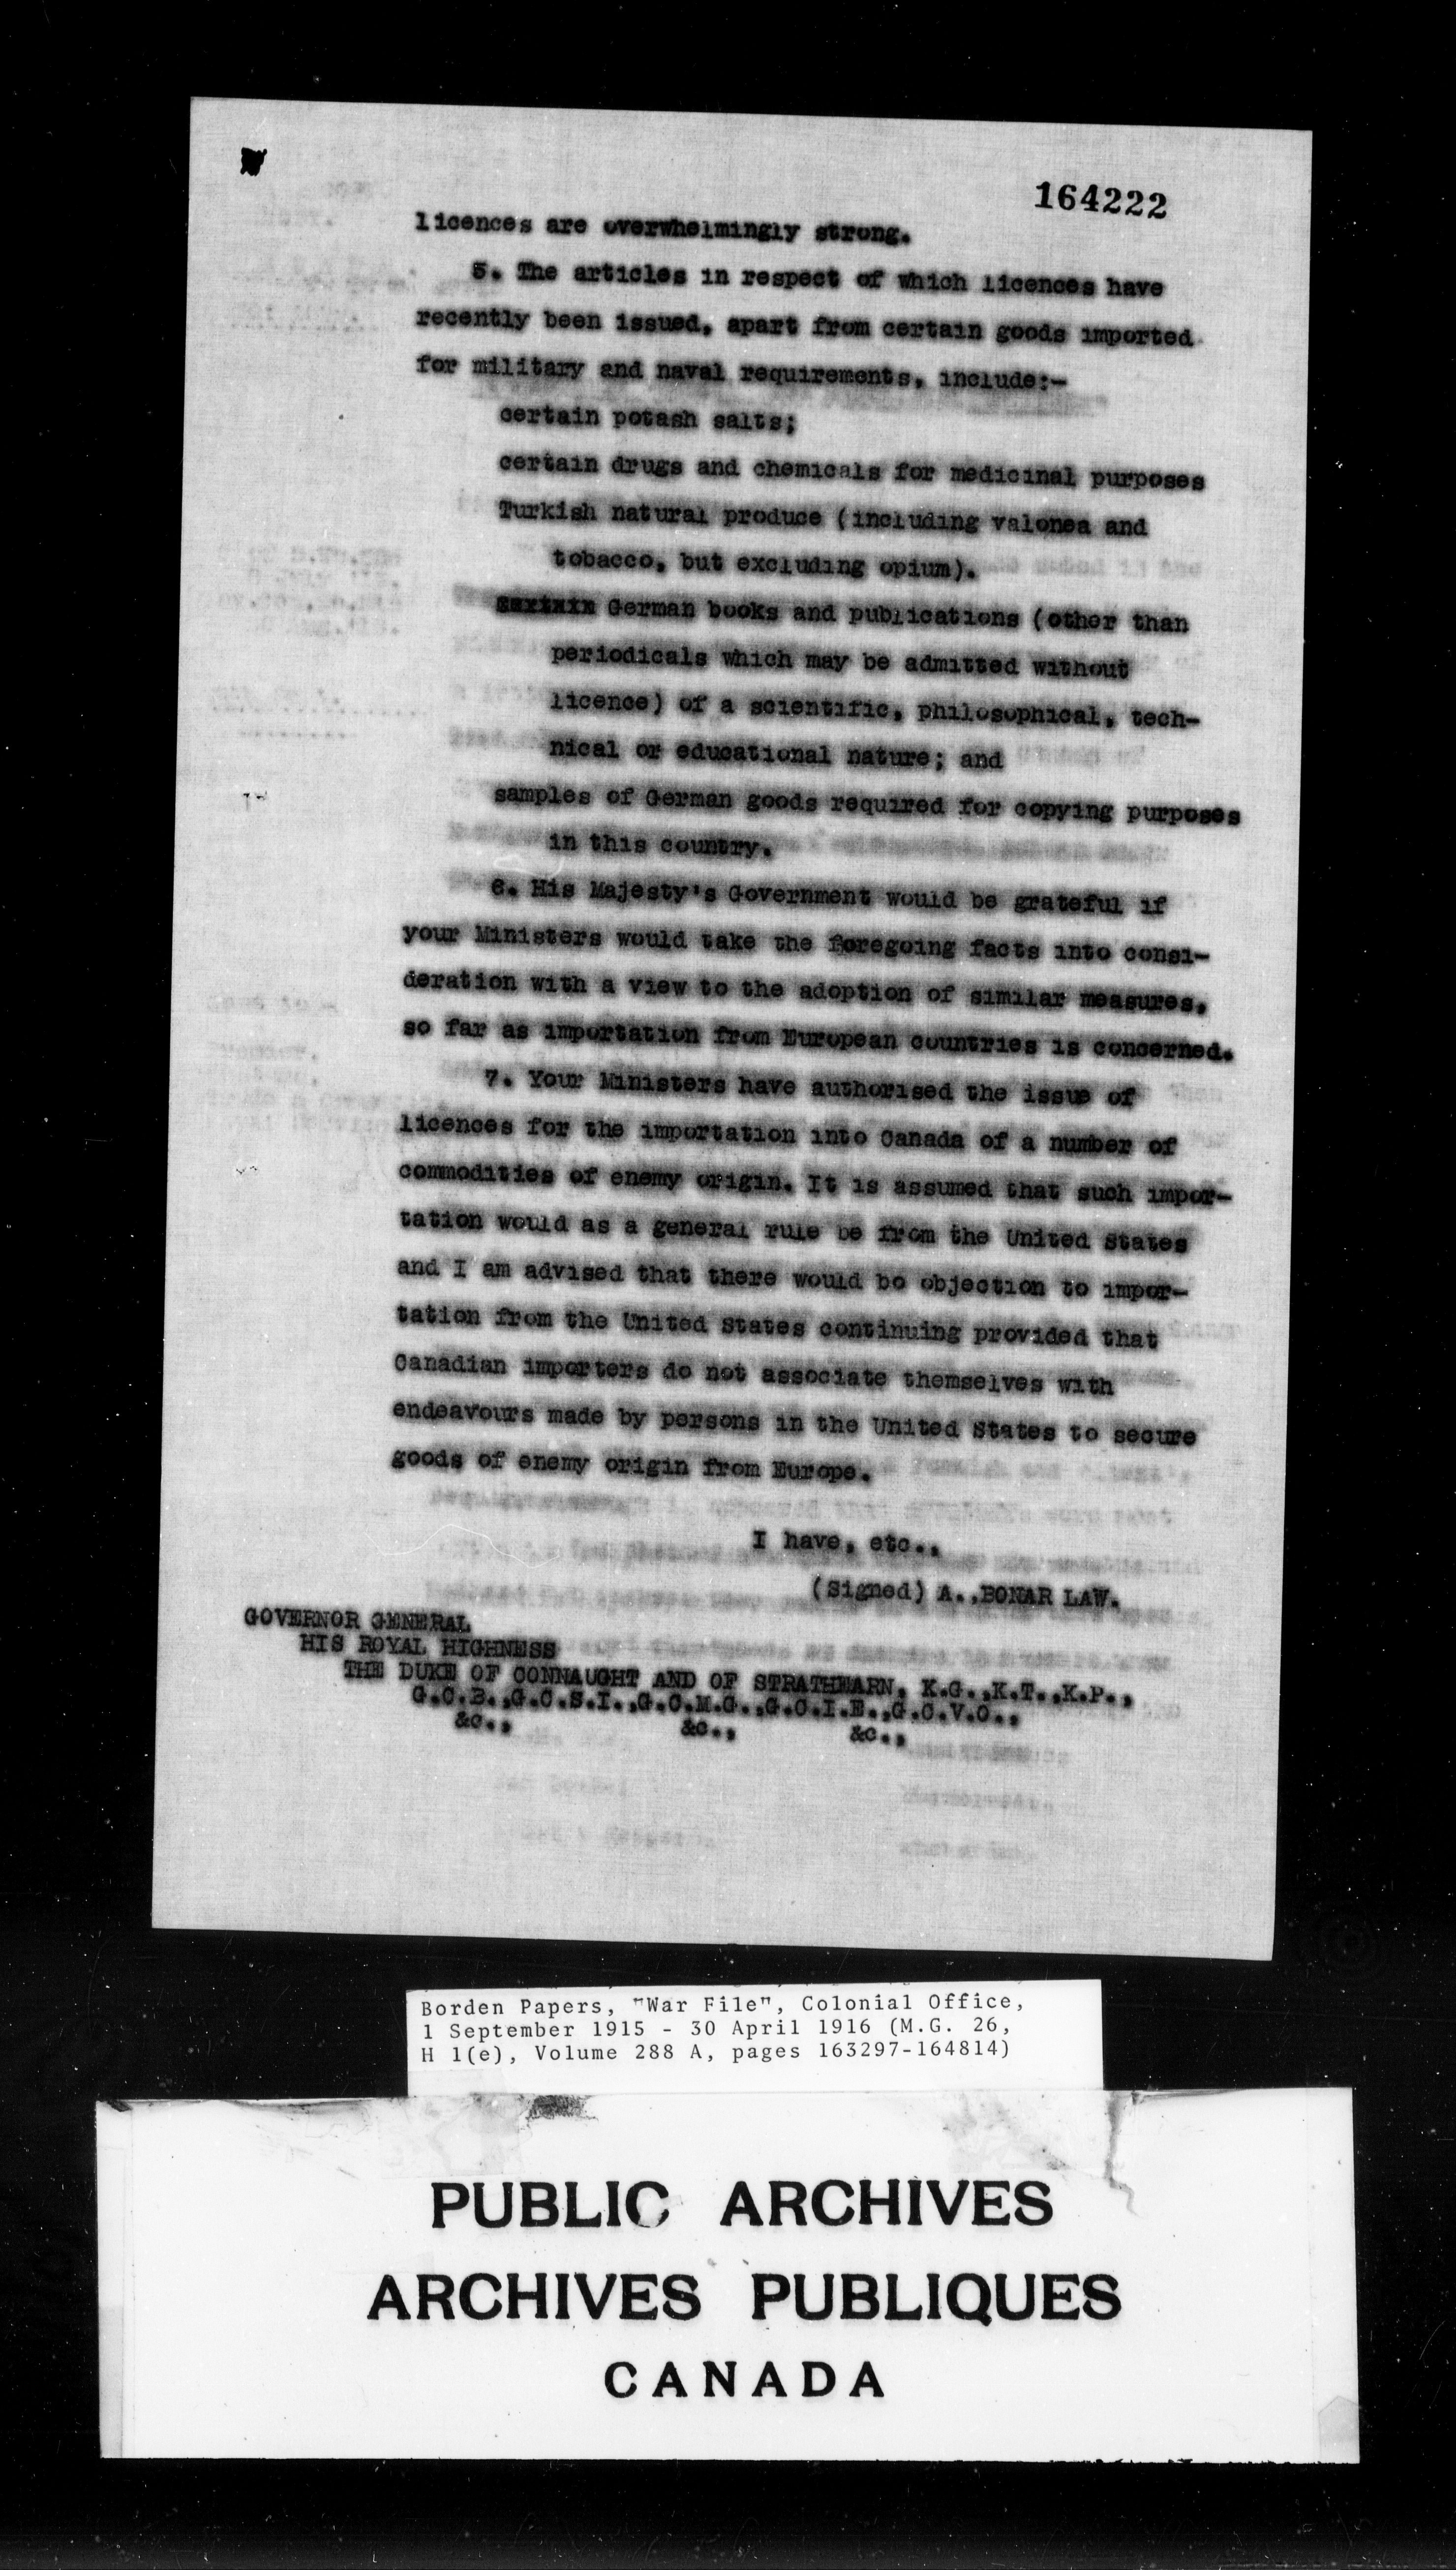 164222
licences are overwhelmingly strong.
5. The articles in respect of which licences have
recently been issued, apart from certain goods imported
for military and naval requirements, include:-
certain potash salts;
certain drugs and chemicals for medicinal purposes
Turkish natural produce (including valonea and
tobacco, but excluding opium).
German books and publications (other than
periodicals which may be admitted without
licence) of a scientific, philosophical, tech-
nical or educational nature; and
samples of German goods required for copying purposes
in this country.
6. His Majesty's Government would be grateful if
your Ministers would take the foregoing facts into consi-
deration with a view to the adoption of similar measures,
so far as importation from European countries is concerned.
7. Your Ministers have authorised the issue of
licences for the importation into Canada of a number of
commodities of enemy origin. It is assumed that such impor-
tation would as a general rule be from the United States
and I am advised that there would be objection to impor-
tation from the United States continuing provided that
Canadian importers do not associate themselves with
endeavours made by persons in the United States to secure
goods of enemy origin from Europe.
I have, etc.,
(Signed) A.,BONAR LAW.
GOVERNOR GENERAL
HIS ROYAL HIGHNESS
THE DUKE OF CONNAUGHT AND OF STRATHEARN, K.G.,K.T.,K.P.,
G.C.B.,G.C.S.I.,G.C.M.G.,G.C.I.E.,G.C.V.O.,
&c., &c., &c.,
Borden Papers, "War File", Colonial Office,
1 September 1915 - 30 April 1916 (M.G. 26,
H 1(e), Volume 288 A, pages 163297-164814)
PUBLIC ARCHIVES
ARCHIVES PUBLIQUES
CANADA